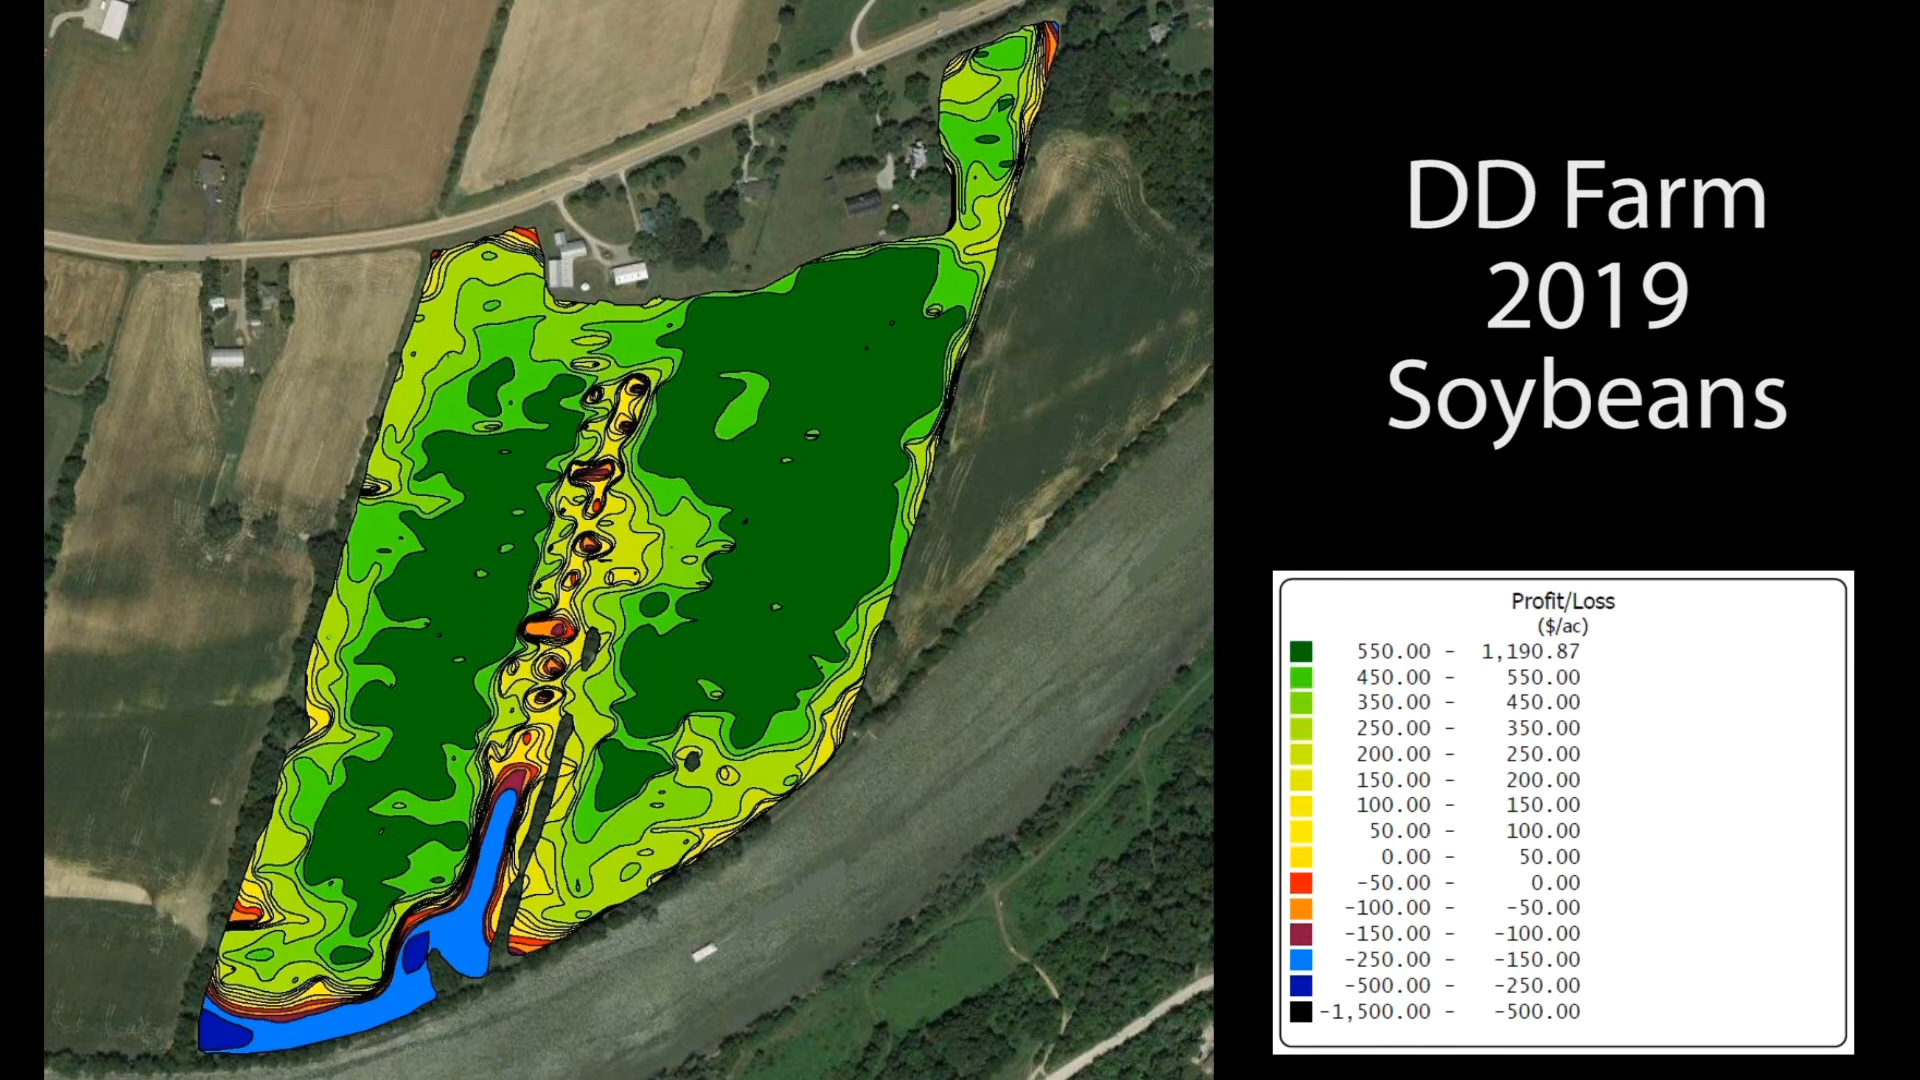 DD Farm
2019
Soybeans
Profit/Loss
($/ac)
550.00 - 1,190.87
450.00 - 550.00
350.00 - 450.00
250.00 - 350.00
200.00 - 250.00
150.00 - 200.00
100.00 - 150.00
50.00 - 100.00
0.00 - 50.00
-50.00 - 0.00
-100.00 - -50.00
-150.00 - -100.00
-250.00 - -150.00
-500.00 - -250.00
-1,500.00 - -500.00